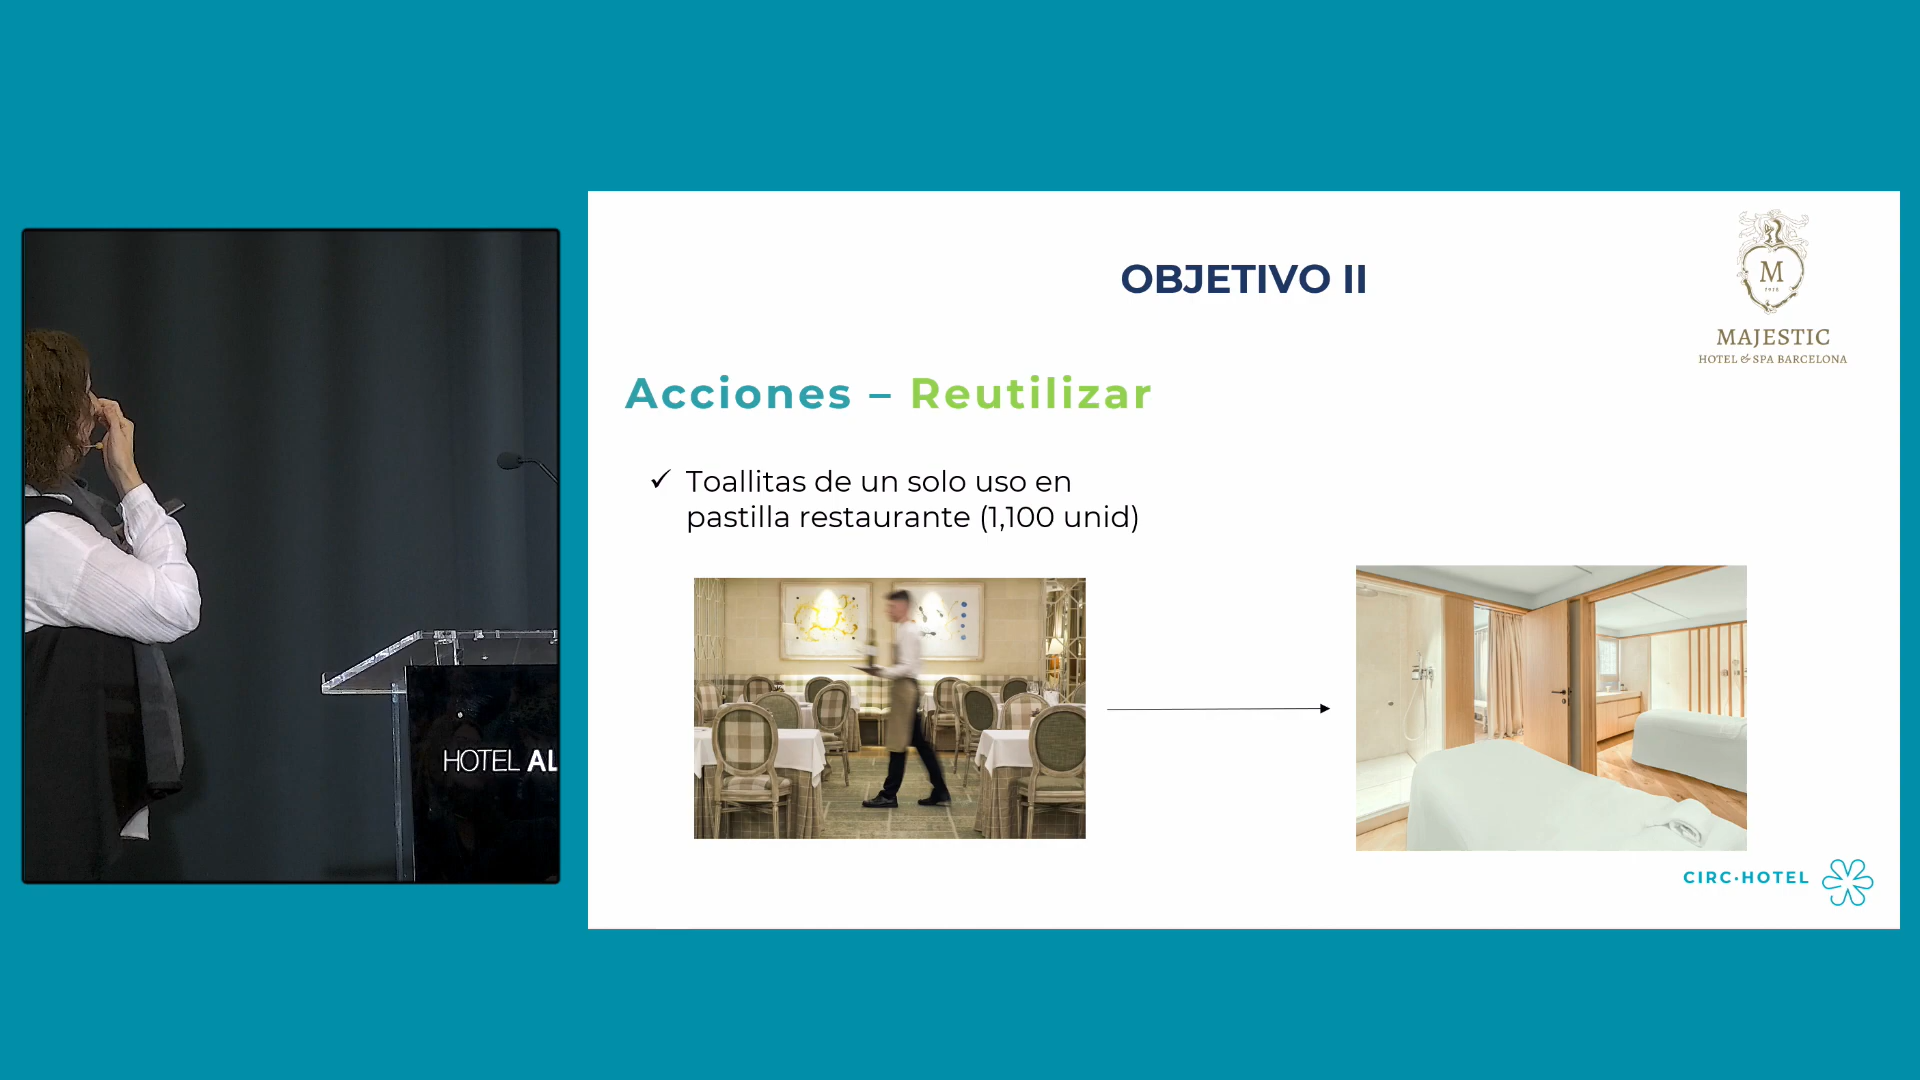 OBJETIVO II
M
MAJESTIC
HOTEL & SPA BARCELONA
Acciones – Reutilizar
✓ Toallitas de un solo uso en
pastilla restaurante (1,100 unid)
HOTEL AL
CIRC·HOTEL